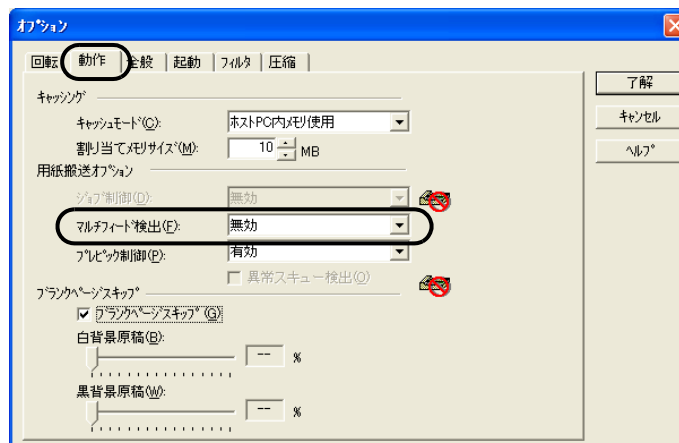 オプション
回転 動作 全般 起動 フィルタ 圧縮
了解
キャンセル
ヘルプ
キャッシング
キャッシュモード(C): ホストPC内メモリ使用
割り当てメモリサイズ(M): 10 MB
用紙搬送オプション
ジョブ制御(D): 無効
マルチフィード検出(F): 無効
プレピック制御(P): 有効
異常スキュー検出(O)
ブランクページスキップ
ブランクページスキップ(G)
白背景原稿(B):
-- %
黒背景原稿(W):
-- %